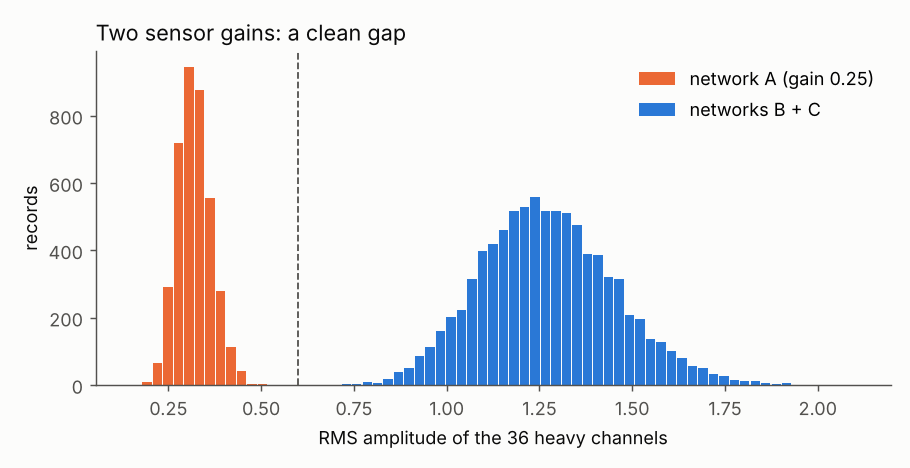 Two sensor gains: a clean gap
network A (gain 0.25)
networks B + C
records
800
600
400
200
0
0.25 0.50 0.75 1.00 1.25 1.50 1.75 2.00
RMS amplitude of the 36 heavy channels